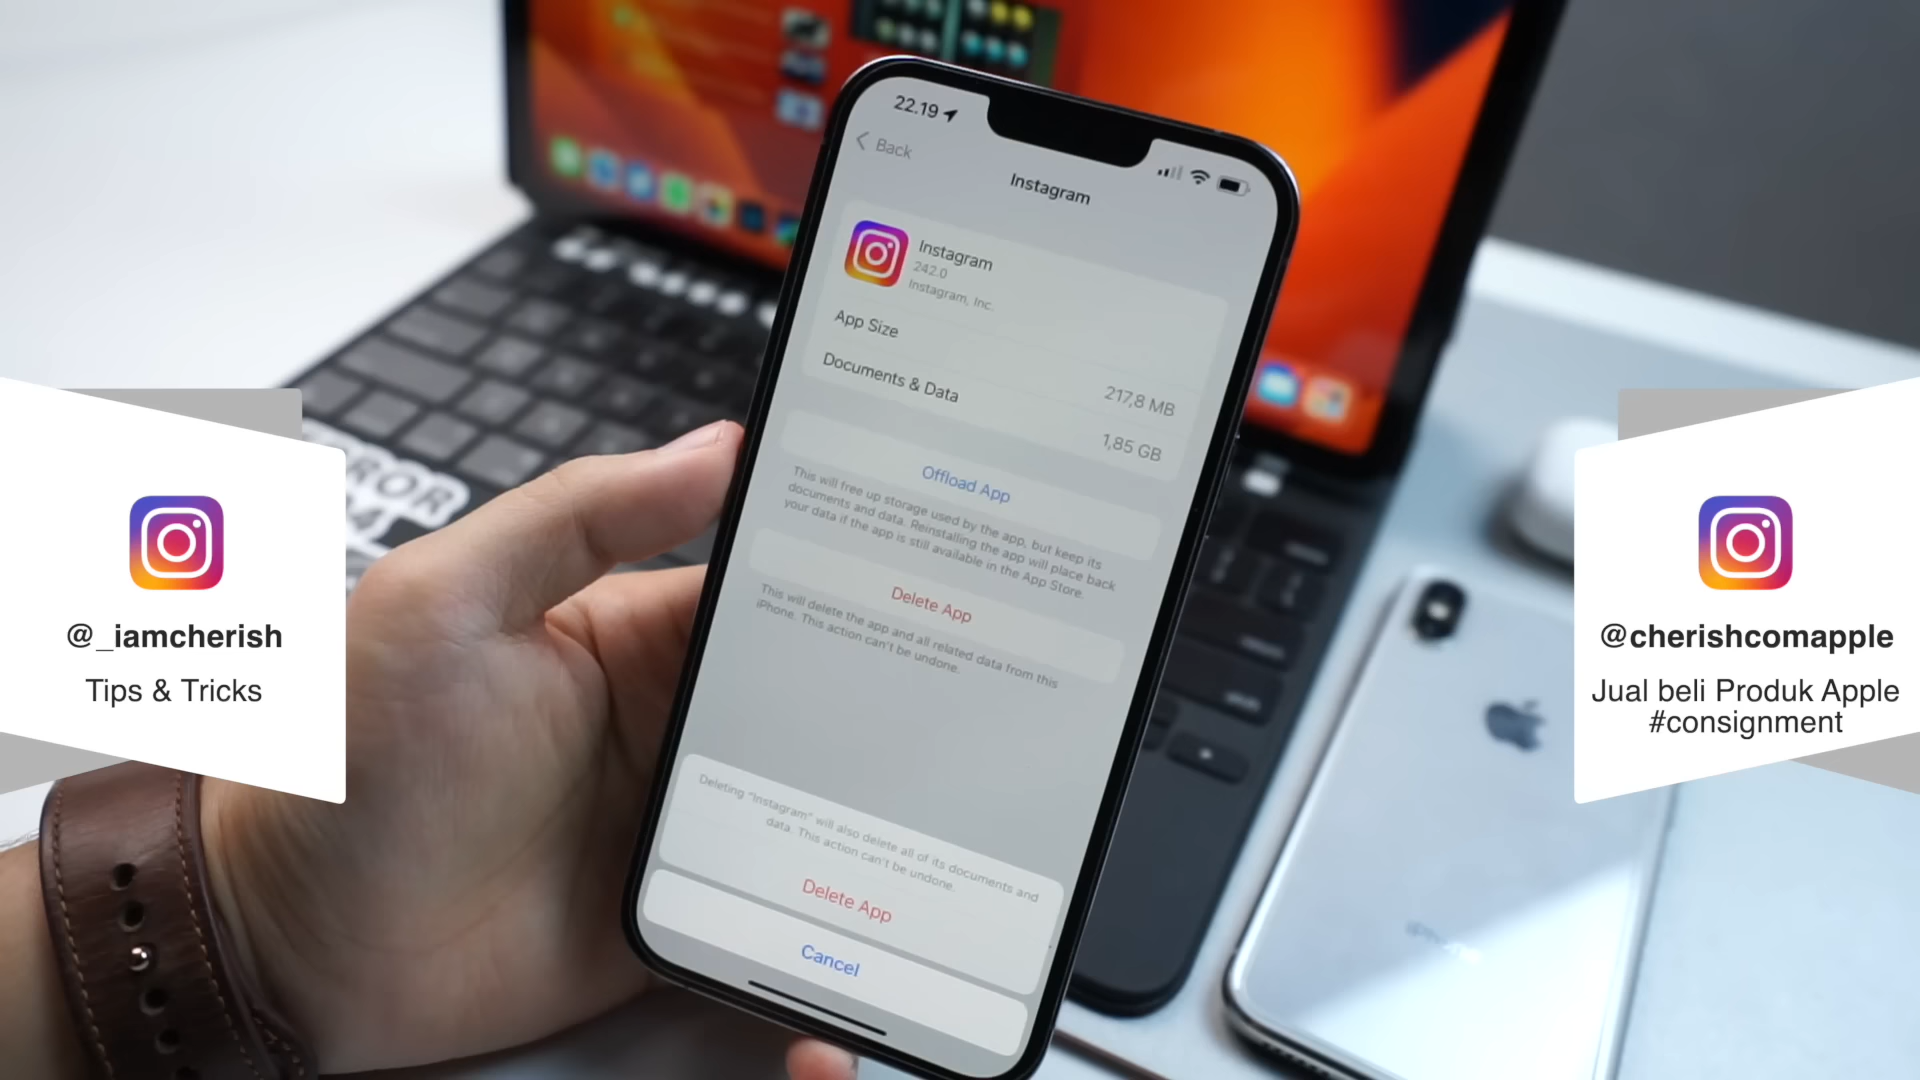 22.19
Back
Instagram
Instagram
242.0
Instagram, Inc.
App Size
217,8 MB
Documents & Data
1,85 GB
Offload App
This will free up storage used by the app, but keep its
documents and data. Reinstalling the app will place back
your data if the app is still available in the App Store.
Delete App
This will delete the app and all related data from this
iPhone. This action can't be undone.
Deleting "Instagram" will also delete all of its documents and
data. This action can't be undone.
Delete App
Cancel
@_iamcherish
Tips & Tricks
@cherishcomapple
Jual beli Produk Apple
#consignment